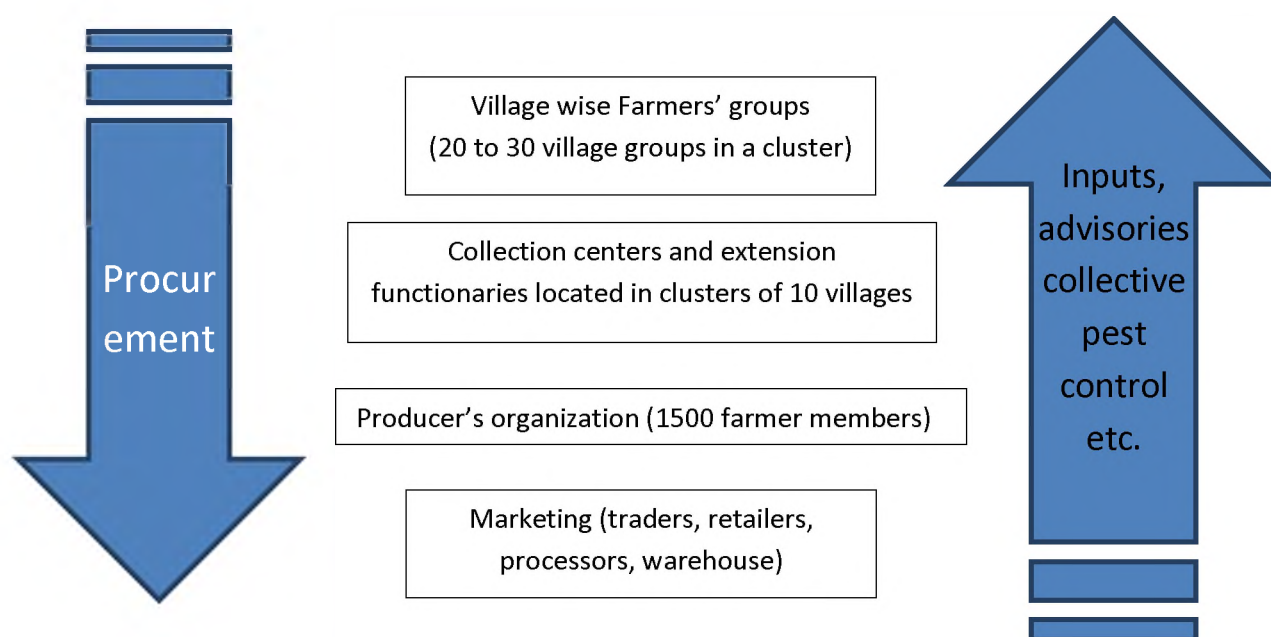 Procur
ement
Village wise Farmers’ groups
(20 to 30 village groups in a cluster)
Collection centers and extension
functionaries located in clusters of 10 villages
Producer’s organization (1500 farmer members)
Marketing (traders, retailers,
processors, warehouse)
Inputs,
advisories
collective
pest
control
etc.